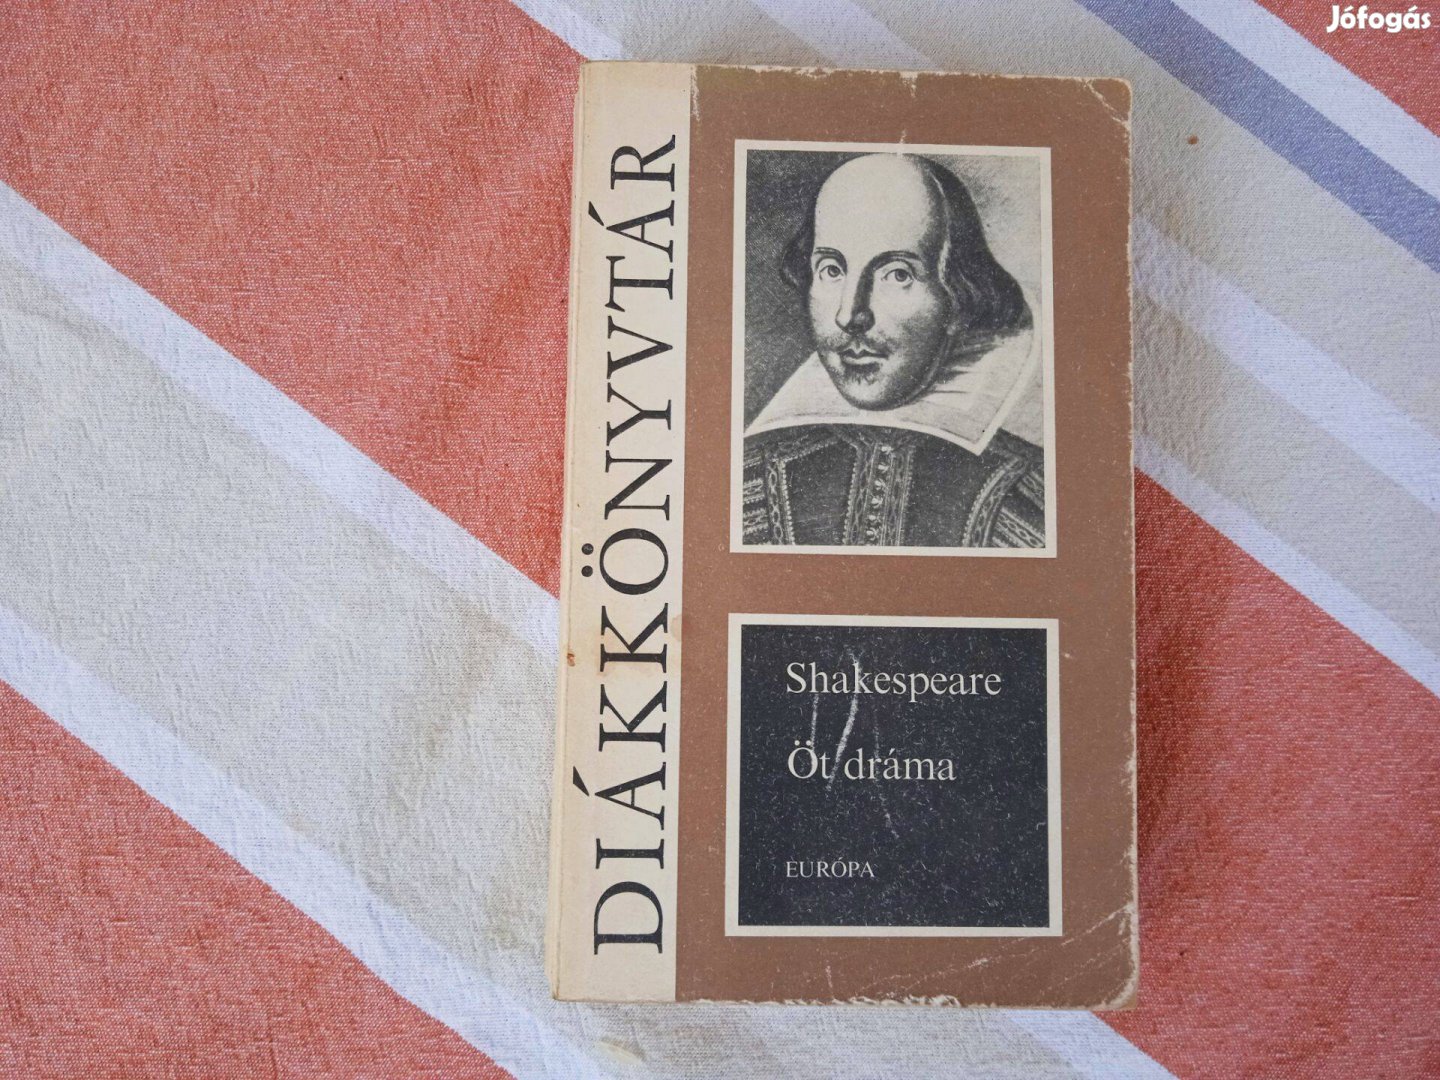 Jófogás
DIÁKKÖNYVTÁR
Shakespeare
Öt dráma
EURÓPA